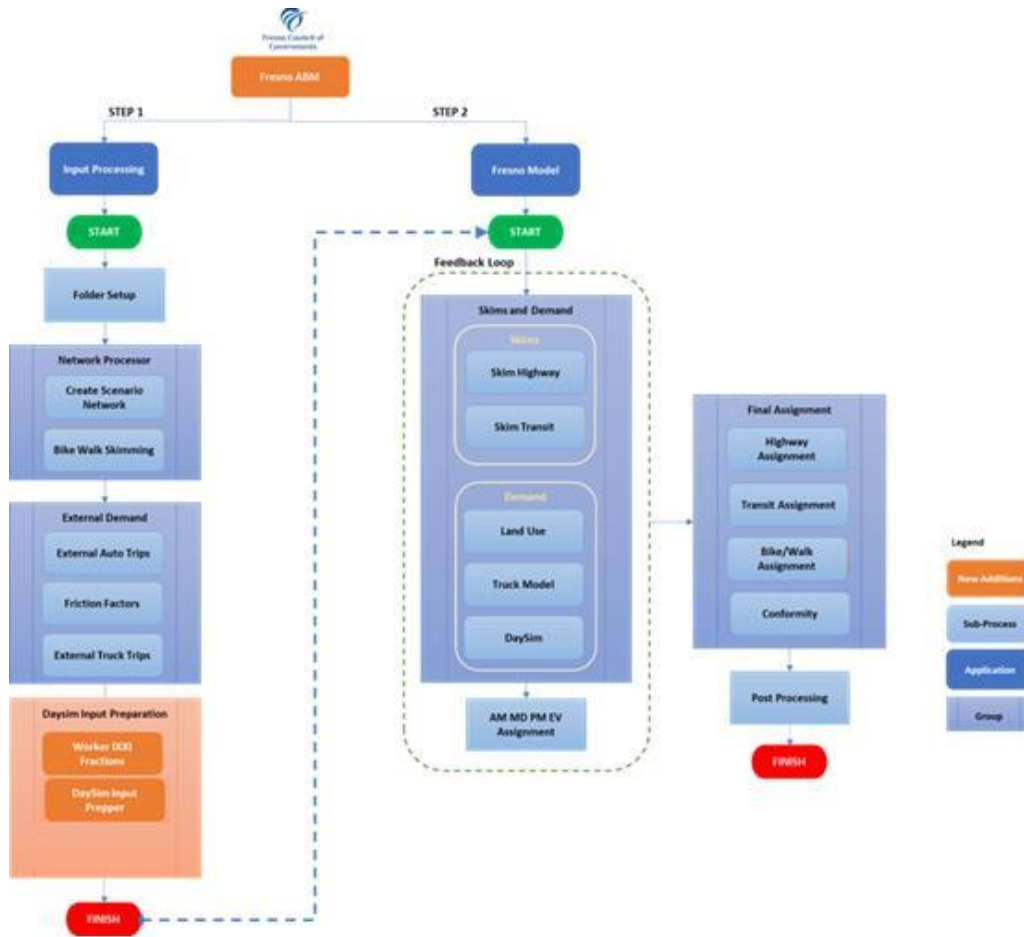 Fresno Council of
Governments
Fresno ABM
STEP 1
STEP 2
Input Processing
START
Folder Setup
Network Processor
Create Scenario
Network
Bike Walk Skimming
External Demand
External Auto Trips
Friction Factors
External Truck Trips
Daysim Input Preparation
Worker IXXI
Fractions
DaySim Input
Prepper
FINISH
Fresno Model
START
Feedback Loop
Skims and Demand
Skims
Skim Highway
Skim Transit
Demand
Land Use
Truck Model
DaySim
AM MD PM EV
Assignment
Final Assignment
Highway
Assignment
Transit Assignment
Bike/Walk
Assignment
Conformity
Post Processing
FINISH
Legend
New Additions
Sub-Process
Application
Group